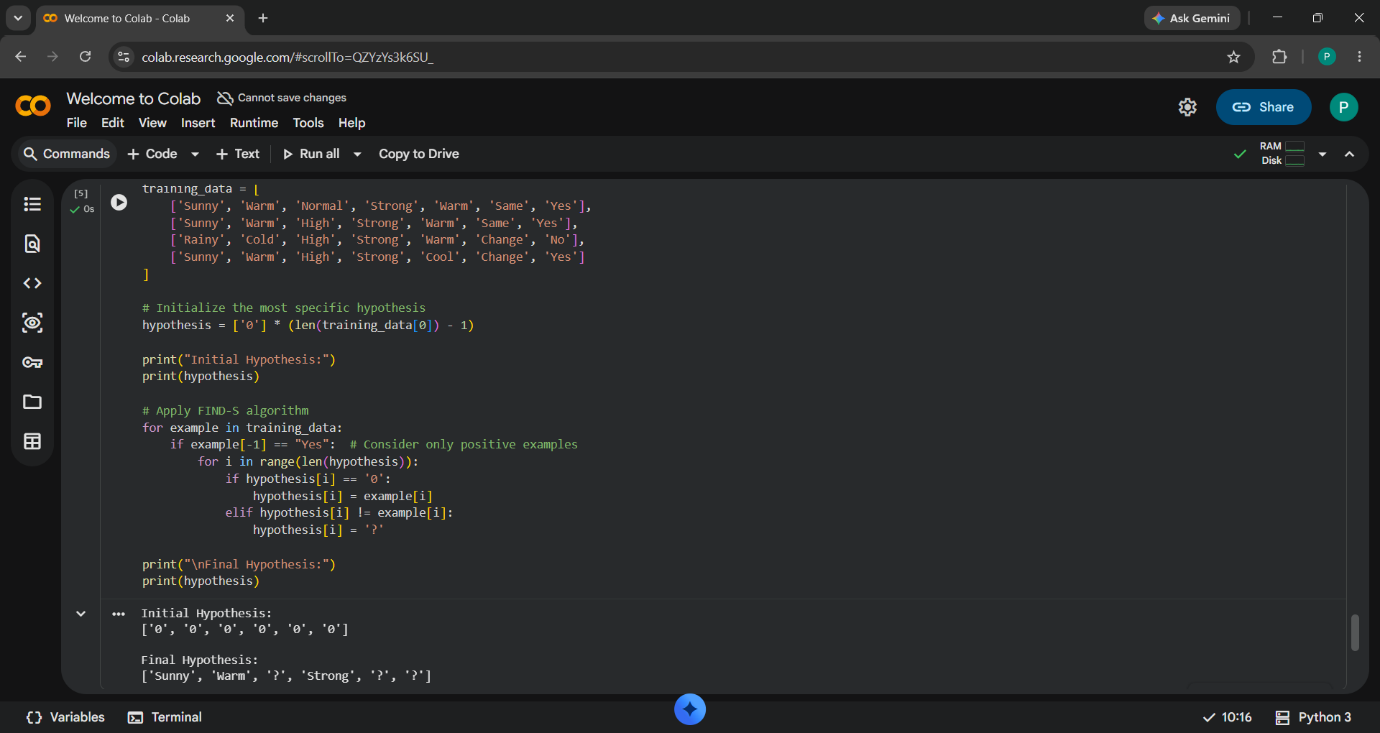 Welcome to Colab - Colab
Ask Gemini
colab.research.google.com/#scrollTo=QZYzYs3k6SU_
P
Welcome to Colab Cannot save changes
File Edit View Insert Runtime Tools Help
Share
P
Commands + Code + Text Run all Copy to Drive
RAM
Disk
[5]
0s
training_data = [
    ['Sunny', 'Warm', 'Normal', 'Strong', 'Warm', 'Same', 'Yes'],
    ['Sunny', 'Warm', 'High', 'Strong', 'Warm', 'Same', 'Yes'],
    ['Rainy', 'Cold', 'High', 'Strong', 'Warm', 'Change', 'No'],
    ['Sunny', 'Warm', 'High', 'Strong', 'Cool', 'Change', 'Yes']
]
# Initialize the most specific hypothesis
hypothesis = ['0'] * (len(training_data[0]) - 1)
print("Initial Hypothesis:")
print(hypothesis)
# Apply FIND-S algorithm
for example in training_data:
    if example[-1] == "Yes":  # Consider only positive examples
        for i in range(len(hypothesis)):
            if hypothesis[i] == '0':
                hypothesis[i] = example[i]
            elif hypothesis[i] != example[i]:
                hypothesis[i] = '?'
print("\nFinal Hypothesis:")
print(hypothesis)
Initial Hypothesis:
['0', '0', '0', '0', '0', '0']
Final Hypothesis:
['Sunny', 'Warm', '?', 'Strong', '?', '?']
Variables Terminal
10:16 Python 3